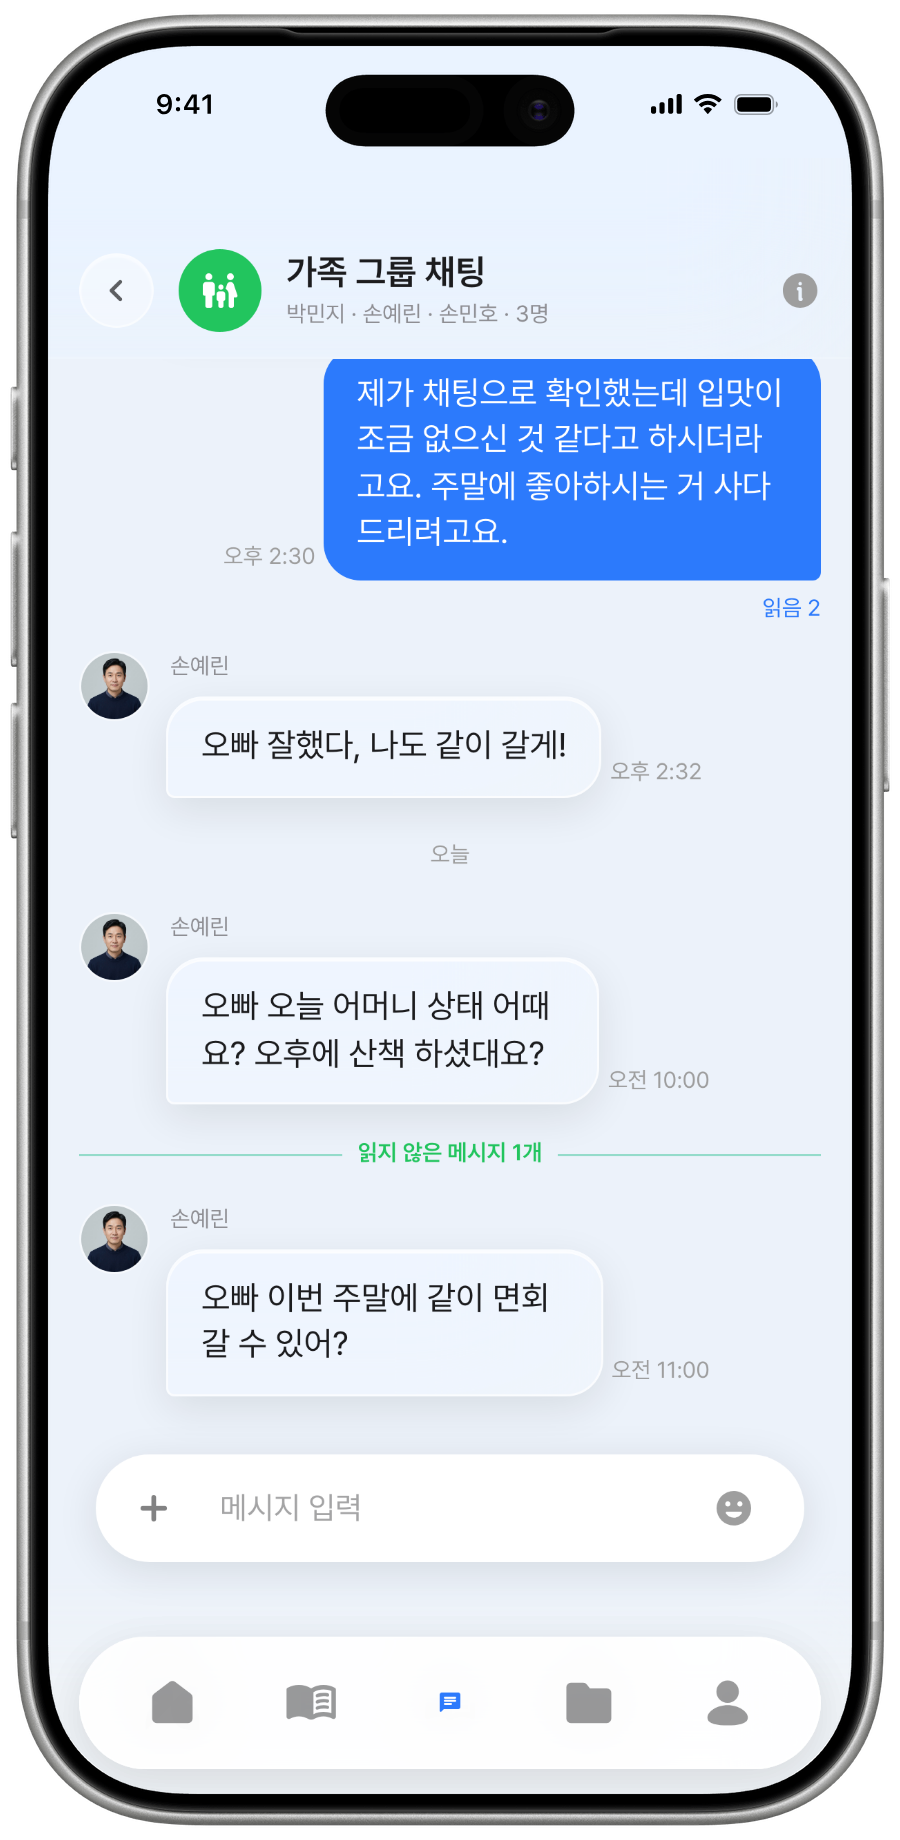 9:41
가족 그룹 채팅
박민지 · 손예린 · 손민호 · 3명
제가 채팅으로 확인했는데 입맛이
조금 없으신 것 같다고 하시더라
고요. 주말에 좋아하시는 거 사다
드리려고요.
오후 2:30
읽음 2
손예린
오빠 잘했다, 나도 같이 갈게!
오후 2:32
오늘
손예린
오빠 오늘 어머니 상태 어때
요? 오후에 산책 하셨대요?
오전 10:00
읽지 않은 메시지 1개
손예린
오빠 이번 주말에 같이 면회
갈 수 있어?
오전 11:00
메시지 입력